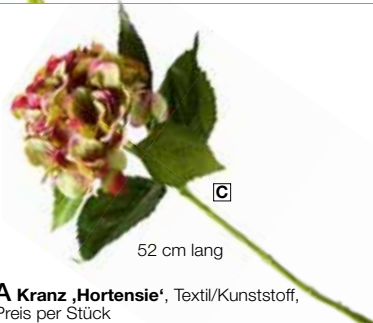 C
52 cm lang
A Kranz ‚Hortensie‘, Textil/Kunststoff,
Preis per Stück